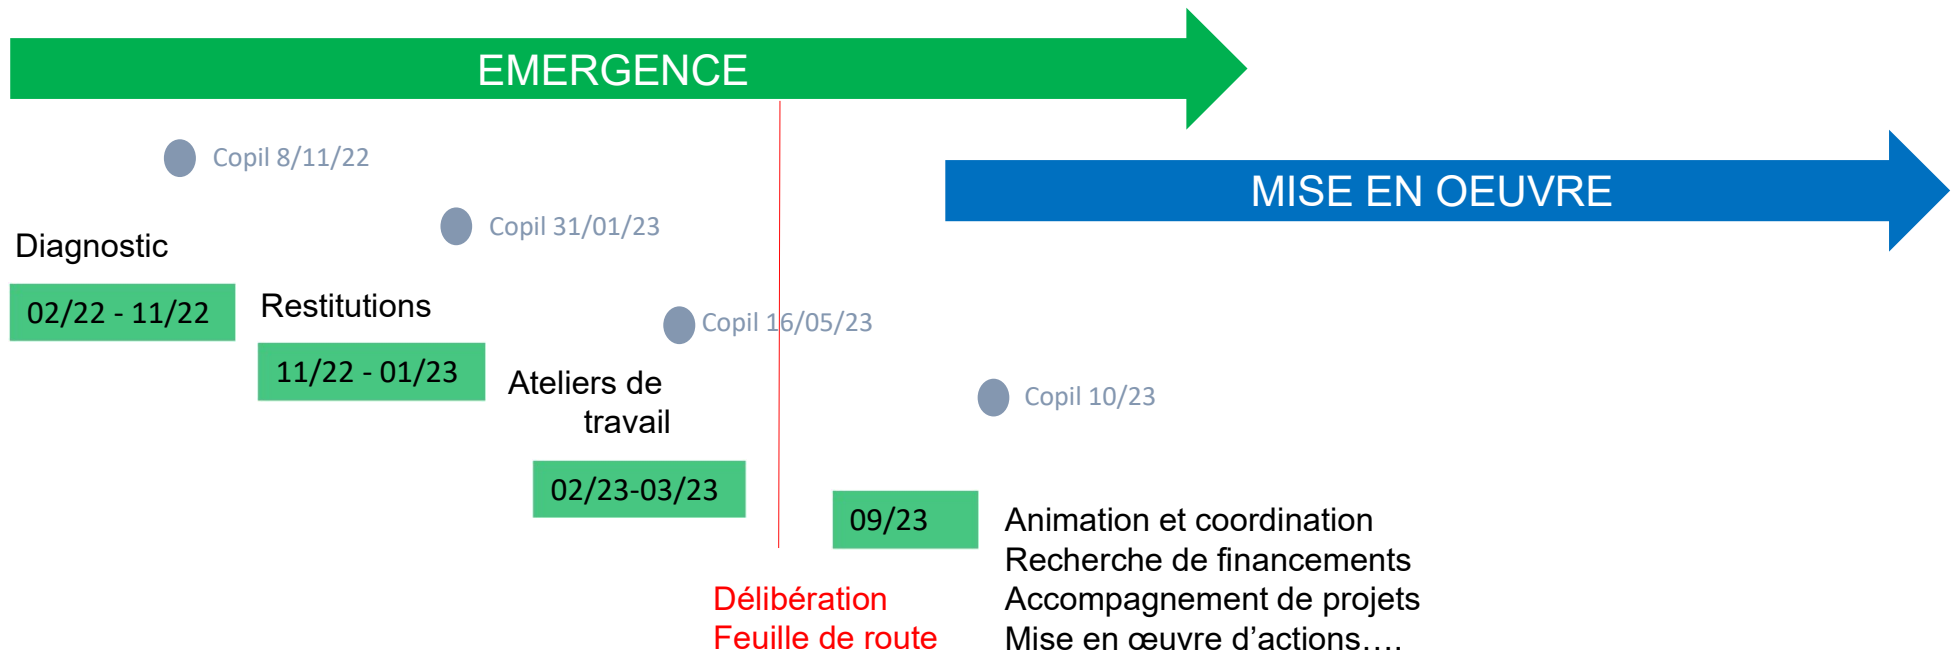 EMERGENCE
Copil 8/11/22
MISE EN OEUVRE
Copil 31/01/23
Diagnostic
02/22 - 11/22
Restitutions
11/22 - 01/23
Copil 16/05/23
Ateliers de
travail
02/23-03/23
Copil 10/23
09/23
Animation et coordination
Recherche de financements
Accompagnement de projets
Mise en œuvre d’actions….
Délibération
Feuille de route